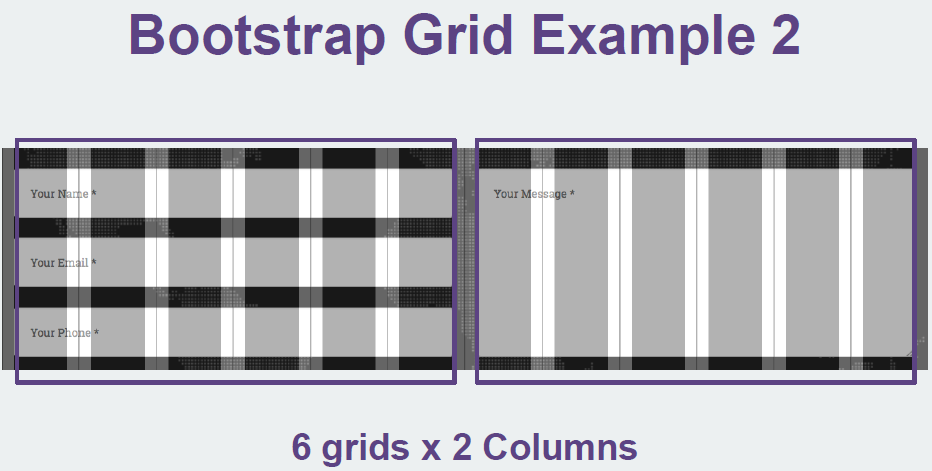 Bootstrap Grid Example 2
Your Name *
Your Email *
Your Phone *
Your Message *
6 grids x 2 Columns